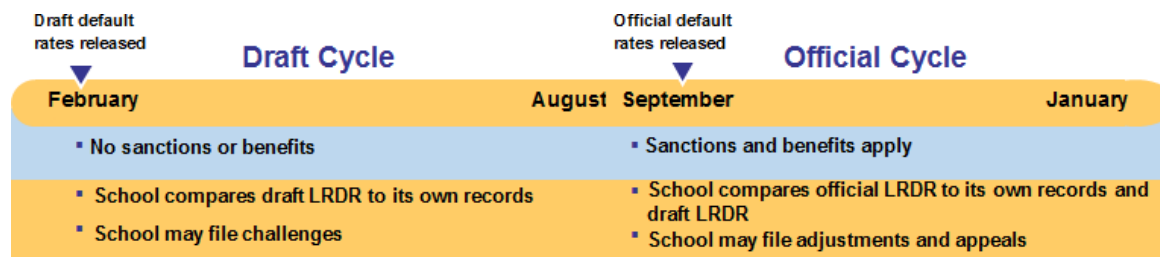 Draft default
rates released
Draft Cycle
Official default
rates released
Official Cycle
February
August
September
January
▪ No sanctions or benefits
▪ Sanctions and benefits apply
▪ School compares draft LRDR to its own records
▪ School may file challenges
▪ School compares official LRDR to its own records and
draft LRDR
▪ School may file adjustments and appeals